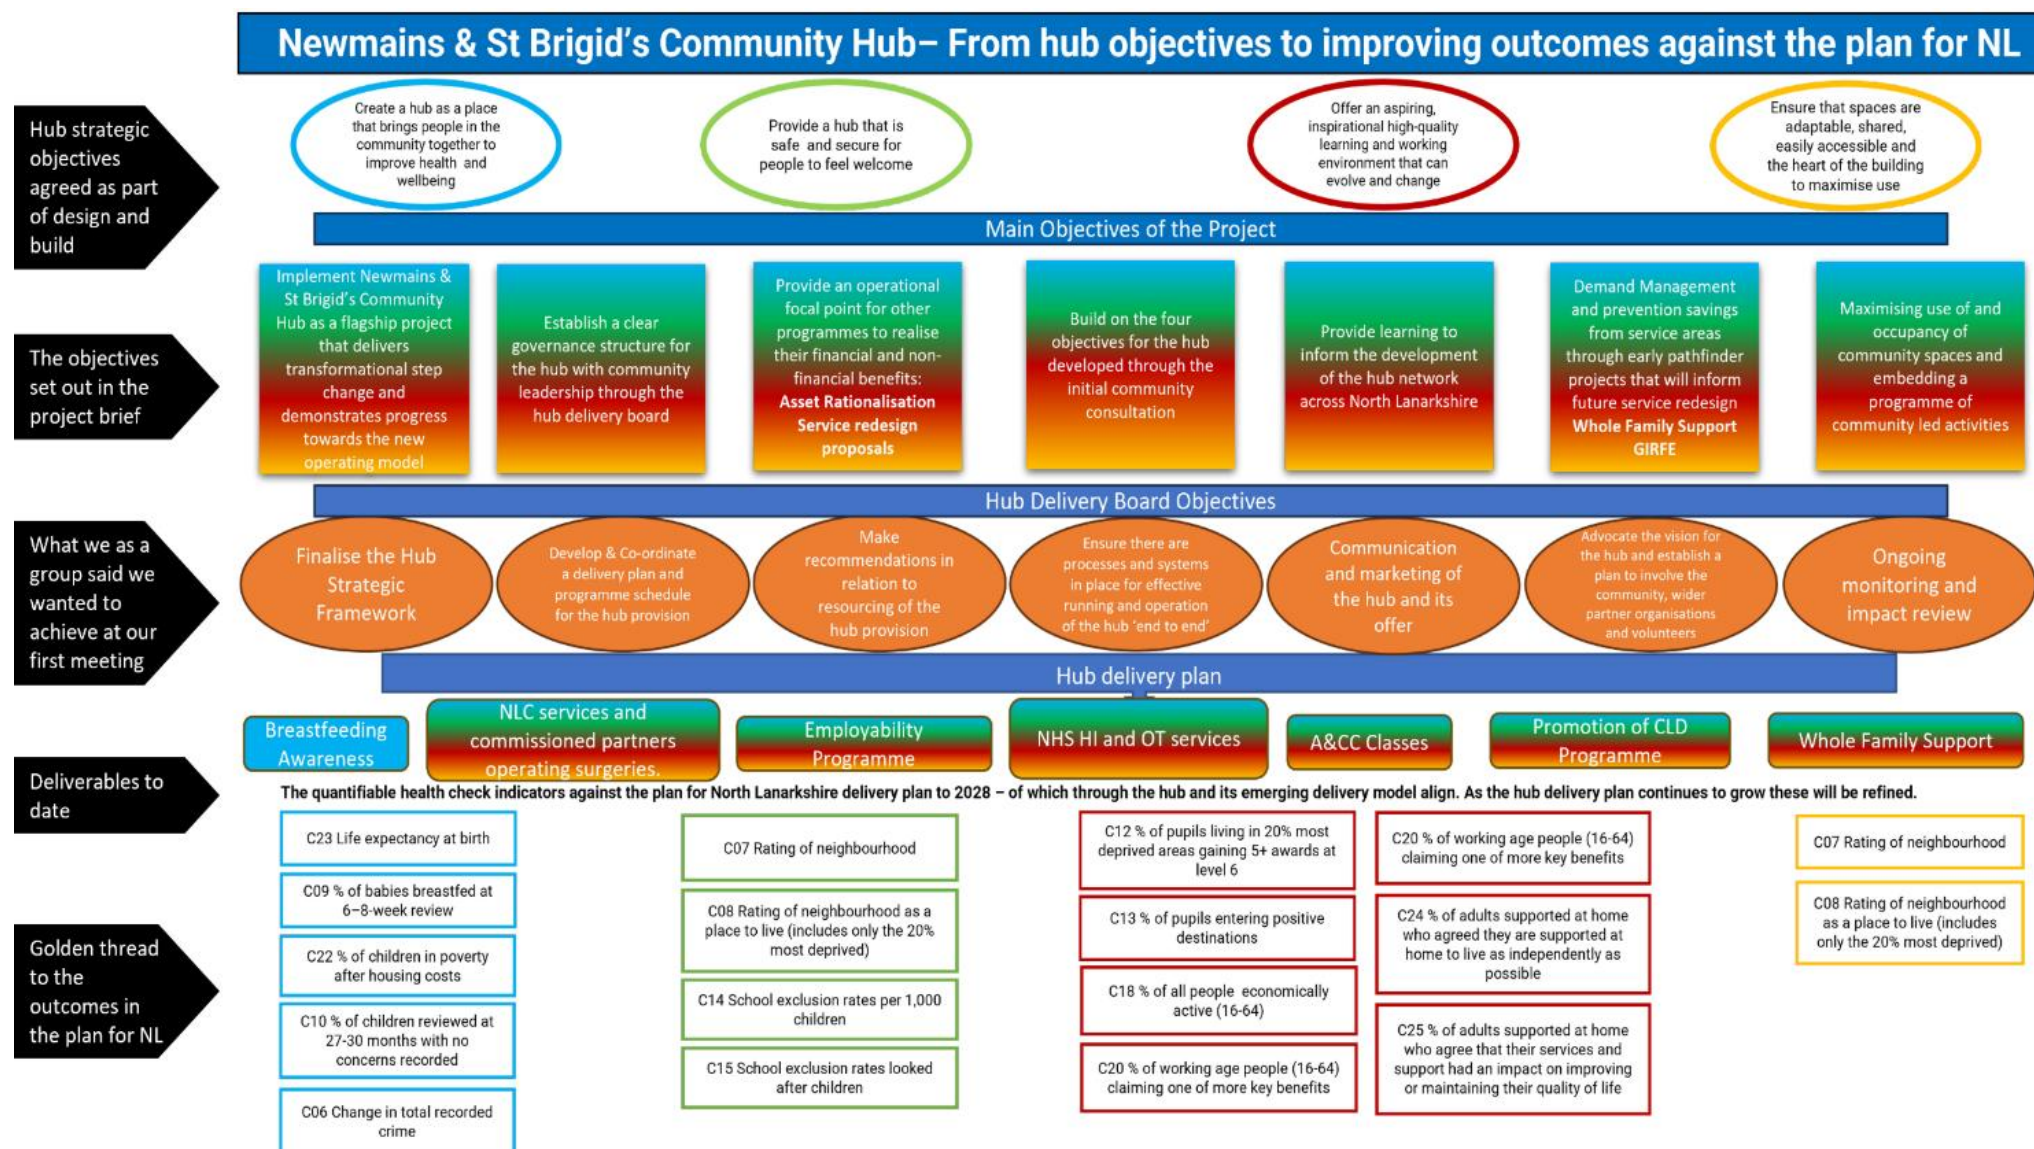 Newmains & St Brigid's Community Hub– From hub objectives to improving outcomes against the plan for NL
Hub strategic
objectives
agreed as part
of design and
build
Create a hub as a place
that brings people in the
community together to
improve health and
wellbeing
Provide a hub that is
safe and secure for
people to feel welcome
Offer an aspiring,
inspirational high-quality
learning and working
environment that can
evolve and change
Ensure that spaces are
adaptable, shared,
easily accessible and
the heart of the building
to maximise use
Main Objectives of the Project
The objectives
set out in the
project brief
Implement Newmains &
St Brigid's Community
Hub as a flagship project
that delivers
transformational step
change and
demonstrates progress
towards the new
operating model
Establish a clear
governance structure for
the hub with community
leadership through the
hub delivery board
Provide an operational
focal point for other
programmes to realise
their financial and non-
financial benefits:
Asset Rationalisation
Service redesign
proposals
Build on the four
objectives for the hub
developed through the
initial community
consultation
Provide learning to
inform the development
of the hub network
across North Lanarkshire
Demand Management
and prevention savings
from service areas
through early pathfinder
projects that will inform
future service redesign
Whole Family Support
GIRFE
Maximising use of and
occupancy of
community spaces and
embedding a
programme of
community led activities
Hub Delivery Board Objectives
What we as a
group said we
wanted to
achieve at our
first meeting
Finalise the Hub
Strategic
Framework
Develop & Co-ordinate
a delivery plan and
programme schedule
for the hub provision
Make
recommendations in
relation to
resourcing of the
hub provision
Ensure there are
processes and systems
in place for effective
running and operation
of the hub 'end to end'
Communication
and marketing of
the hub and its
offer
Advocate the vision for
the hub and establish a
plan to involve the
community, wider
partner organisations
and volunteers
Ongoing
monitoring and
impact review
Hub delivery plan
Deliverables to
date
Breastfeeding
Awareness
NLC services and
commissioned partners
operating surgeries.
Employability
Programme
NHS HI and OT services
A&CC Classes
Promotion of CLD
Programme
Whole Family Support
The quantifiable health check indicators against the plan for North Lanarkshire delivery plan to 2028 – of which through the hub and its emerging delivery model align. As the hub delivery plan continues to grow these will be refined.
Golden thread
to the
outcomes in
the plan for NL
C23 Life expectancy at birth
C09 % of babies breastfed at
6–8-week review
C22 % of children in poverty
after housing costs
C10 % of children reviewed at
27-30 months with no
concerns recorded
C06 Change in total recorded
crime
C07 Rating of neighbourhood
C08 Rating of neighbourhood as a
place to live (includes only the 20%
most deprived)
C14 School exclusion rates per 1,000
children
C15 School exclusion rates looked
after children
C12 % of pupils living in 20% most
deprived areas gaining 5+ awards at
level 6
C13 % of pupils entering positive
destinations
C18 % of all people economically
active (16-64)
C20 % of working age people (16-64)
claiming one of more key benefits
C20 % of working age people (16-64)
claiming one of more key benefits
C24 % of adults supported at home
who agreed they are supported at
home to live as independently as
possible
C25 % of adults supported at home
who agree that their services and
support had an impact on improving
or maintaining their quality of life
C07 Rating of neighbourhood
C08 Rating of neighbourhood
as a place to live (includes
only the 20% most deprived)